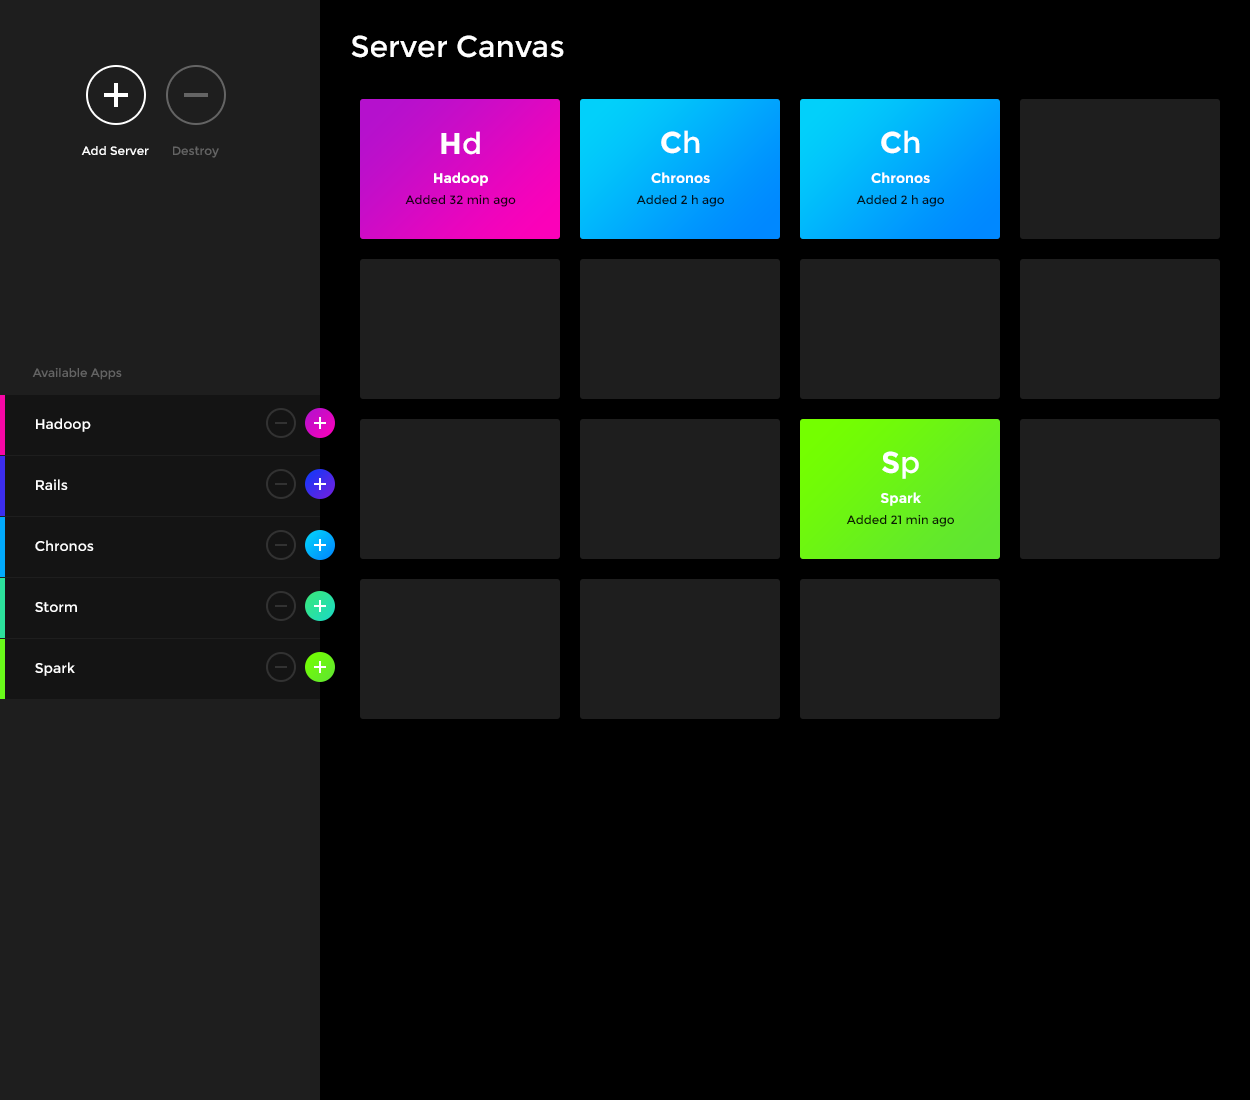 Add Server
Destroy
Available Apps
Hadoop
Rails
Chronos
Storm
Spark
Server Canvas
Hd
Hadoop
Added 32 min ago
Ch
Chronos
Added 2 h ago
Ch
Chronos
Added 2 h ago
Sp
Spark
Added 21 min ago